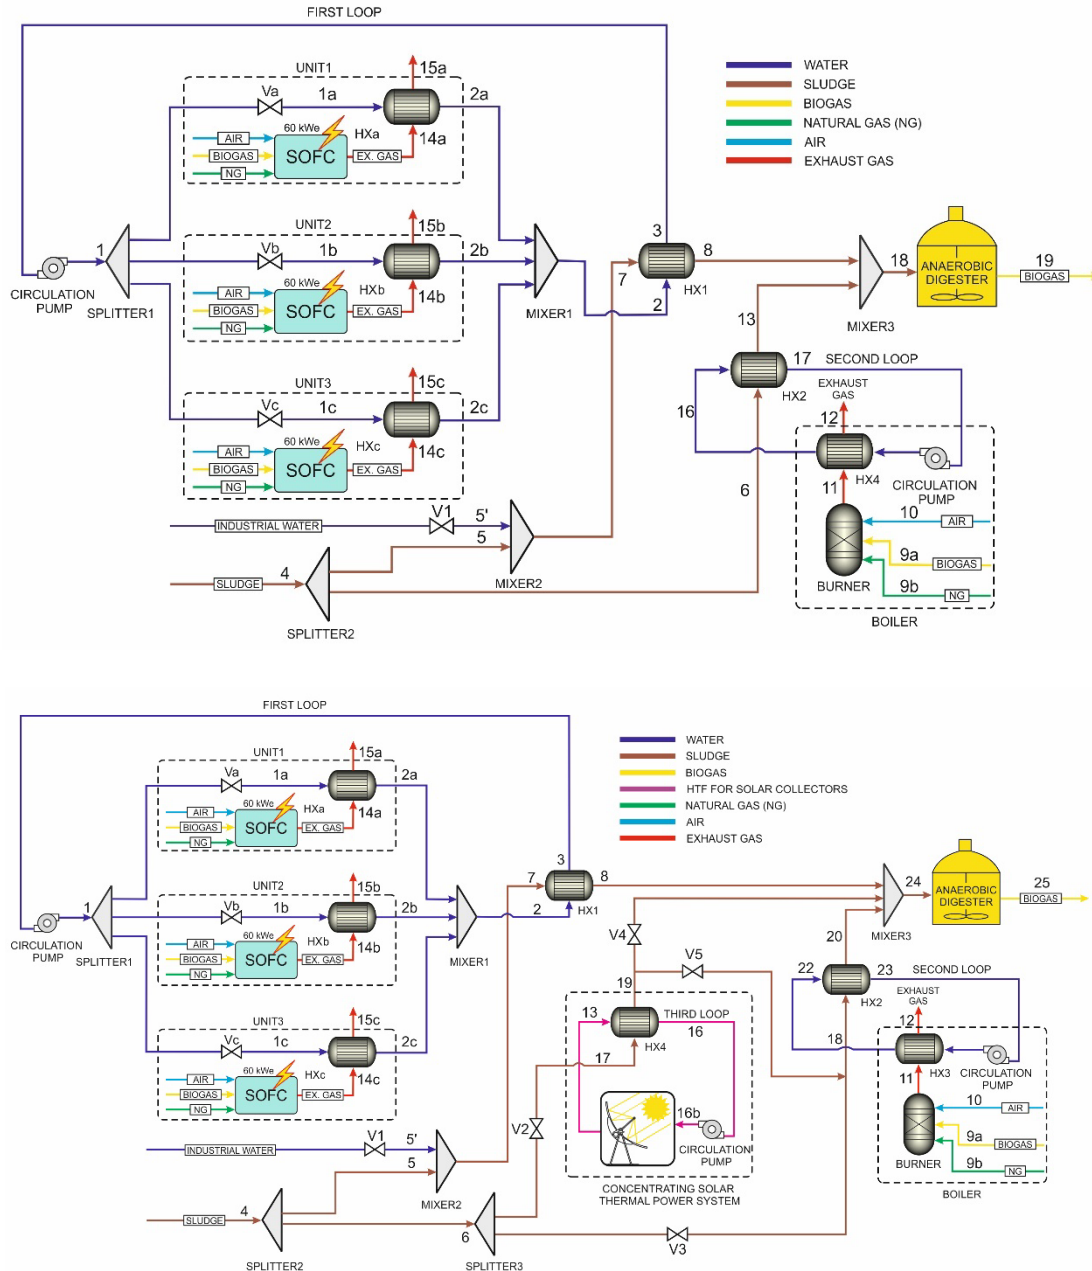 FIRST LOOP
UNIT1
15a
Va
1a
2a
60 kWe
HXa
AIR
BIOGAS
SOFC
EX. GAS
14a
NG
WATER
SLUDGE
BIOGAS
NATURAL GAS (NG)
AIR
EXHAUST GAS
UNIT2
15b
Vb
1b
2b
60 kWe
HXb
AIR
BIOGAS
SOFC
EX. GAS
14b
NG
1
CIRCULATION
PUMP
SPLITTER1
MIXER1
3
7
8
HX1
2
18
ANAEROBIC
DIGESTER
19
BIOGAS
MIXER3
13
17
SECOND LOOP
HX2
16
EXHAUST
GAS
12
HX4
CIRCULATION
PUMP
11
6
10
AIR
9a
BIOGAS
9b
NG
BURNER
BOILER
UNIT3
15c
Vc
1c
2c
60 kWe
HXc
AIR
BIOGAS
SOFC
EX. GAS
14c
NG
INDUSTRIAL WATER
V1
5'
5
MIXER2
SLUDGE
4
SPLITTER2
FIRST LOOP
UNIT1
15a
Va
1a
2a
60 kWe
HXa
AIR
BIOGAS
SOFC
EX. GAS
14a
NG
WATER
SLUDGE
BIOGAS
HTF FOR SOLAR COLLECTORS
NATURAL GAS (NG)
AIR
EXHAUST GAS
UNIT2
15b
Vb
1b
2b
60 kWe
HXb
AIR
BIOGAS
SOFC
EX. GAS
14b
NG
1
CIRCULATION
PUMP
SPLITTER1
MIXER1
3
7
8
HX1
2
24
ANAEROBIC
DIGESTER
25
BIOGAS
MIXER3
V4
V5
20
22
23
SECOND LOOP
HX2
19
13
THIRD LOOP
16
HX4
17
18
EXHAUST
GAS
12
HX3
CIRCULATION
PUMP
11
10
AIR
9a
BIOGAS
9b
NG
BURNER
BOILER
UNIT3
15c
Vc
1c
2c
60 kWe
HXc
AIR
BIOGAS
SOFC
EX. GAS
14c
NG
V2
16b
CIRCULATION
PUMP
CONCENTRATING SOLAR
THERMAL POWER SYSTEM
INDUSTRIAL WATER
V1
5'
5
MIXER2
SLUDGE
4
6
V3
SPLITTER2
SPLITTER3